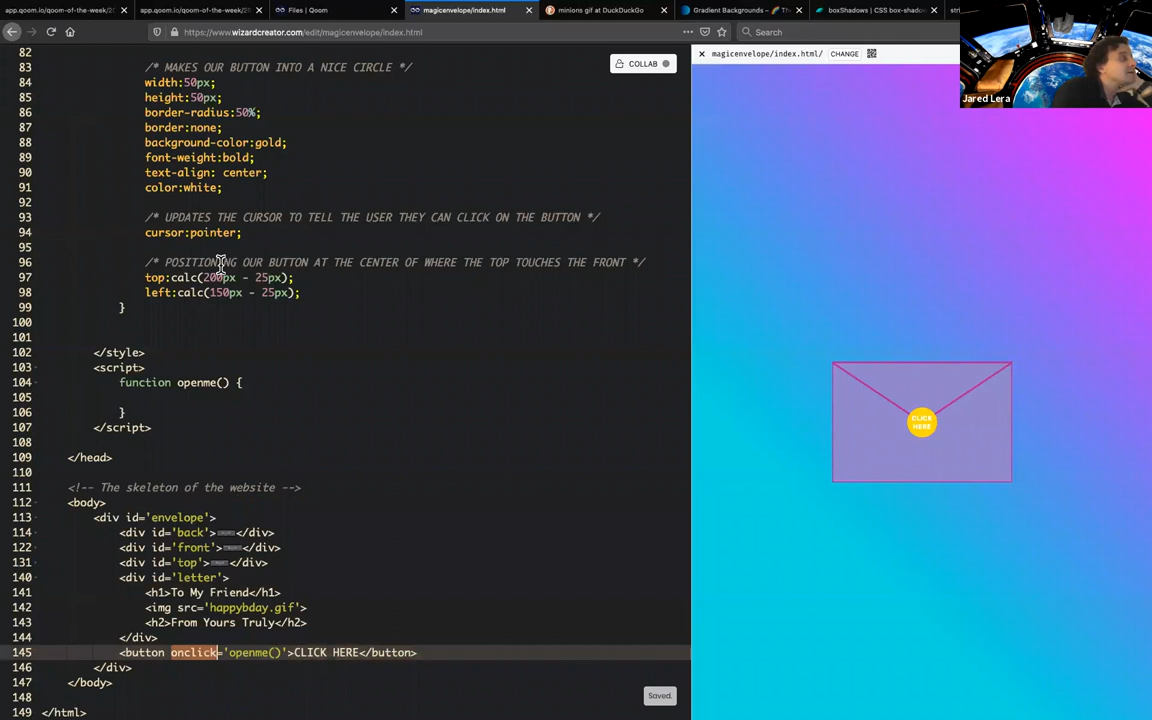 app.qoom.io/qoom-of-the-week/2
app.qoom.io/qoom-of-the-week/2
Files | Qoom
magicenvelope/index.html
minions gif at DuckDuckGo
Gradient Backgrounds –
boxShadows | CSS box-shadow
https://www.wizardcreator.com/edit/magicenvelope/index.html
Search
COLLAB
magicenvelope/index.html/
CHANGE
Jared Lera
82
83 /* MAKES OUR BUTTON INTO A NICE CIRCLE */
84 width:50px;
85 height:50px;
86 border-radius:50%;
87 border:none;
88 background-color:gold;
89 font-weight:bold;
90 text-align: center;
91 color:white;
92
93 /* UPDATES THE CURSOR TO TELL THE USER THEY CAN CLICK ON THE BUTTON */
94 cursor:pointer;
95
96 /* POSITIONING OUR BUTTON AT THE CENTER OF WHERE THE TOP TOUCHES THE FRONT */
97 top:calc(200px - 25px);
98 left:calc(150px - 25px);
99 }
100
101
102 </style>
103 <script>
104 function openme() {
105
106 }
107 </script>
108
109 </head>
110
111 <!-- The skeleton of the website -->
112 <body>
113 <div id='envelope'>
114 <div id='back'></div>
122 <div id='front'></div>
131 <div id='top'></div>
140 <div id='letter'>
141 <h1>To My Friend</h1>
142 <img src='happybday.gif'>
143 <h2>From Yours Truly</h2>
144 </div>
145 <button onclick='openme()'>CLICK HERE</button>
146 </div>
147 </body>
148
149 </html>
Saved.
CLICK
HERE